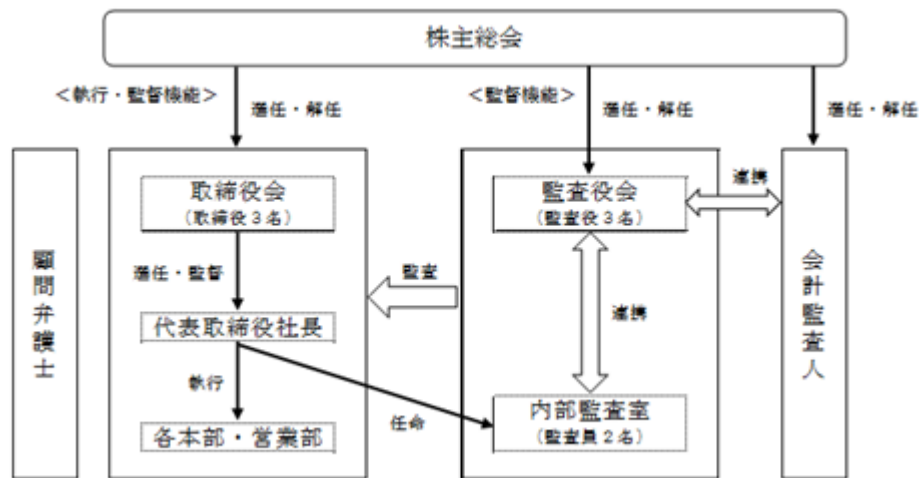 株主総会
＜執行・監督機能＞
選任・解任
＜監督機能＞
選任・解任
選任・解任
顧問弁護士
取締役会
（取締役３名）
選任・監督
代表取締役社長
執行
各本部・営業部
監査
任命
監査役会
（監査役３名）
連携
内部監査室
（監査員２名）
連携
会計監査人